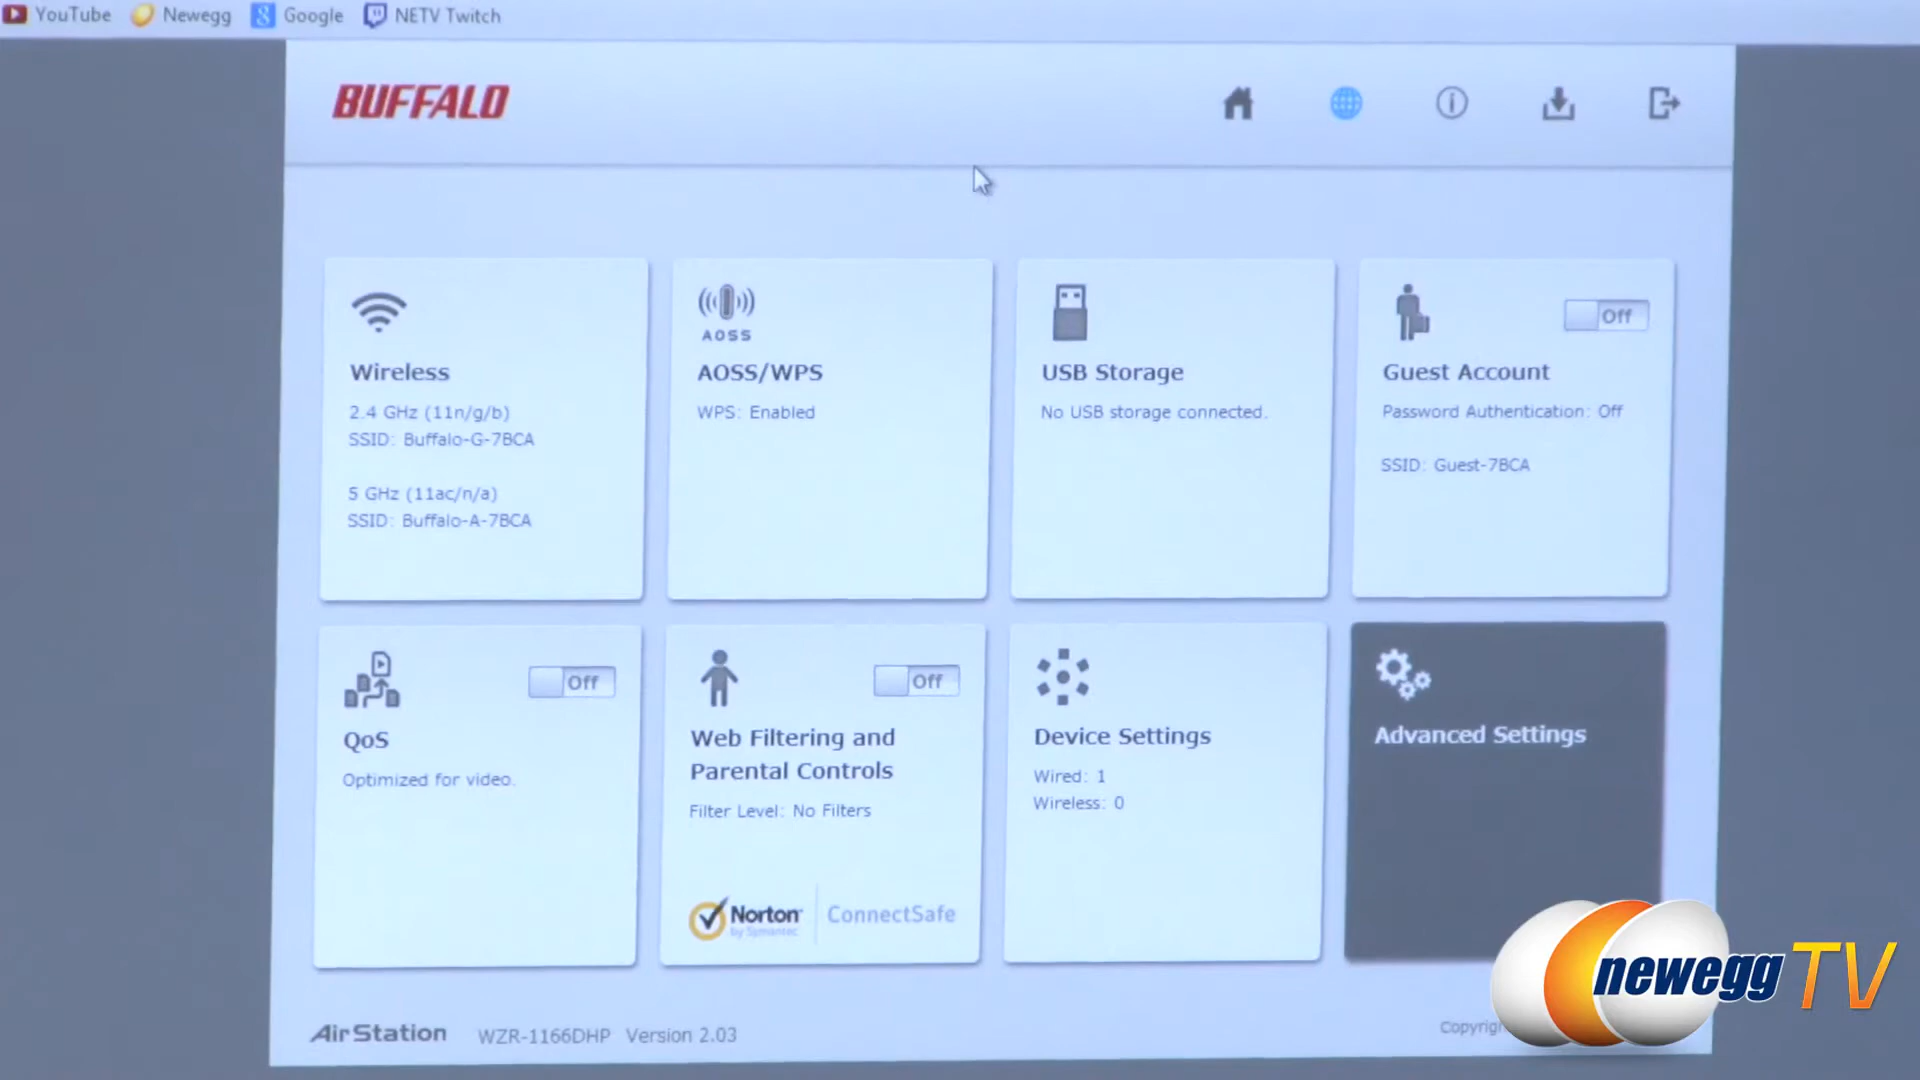 YouTube Newegg Google NETV Twitch
BUFFALO
Wireless
2.4 GHz (11n/g/b)
SSID: Buffalo-G-7BCA
5 GHz (11ac/n/a)
SSID: Buffalo-A-7BCA
AOSS
AOSS/WPS
WPS: Enabled
USB Storage
No USB storage connected.
Off
Guest Account
Password Authentication: Off
SSID: Guest-7BCA
Off
QoS
Optimized for video.
Off
Web Filtering and
Parental Controls
Filter Level: No Filters
Norton
by Symantec
ConnectSafe
Device Settings
Wired: 1
Wireless: 0
Advanced Settings
AirStation WZR-1166DHP Version 2.03
newegg TV